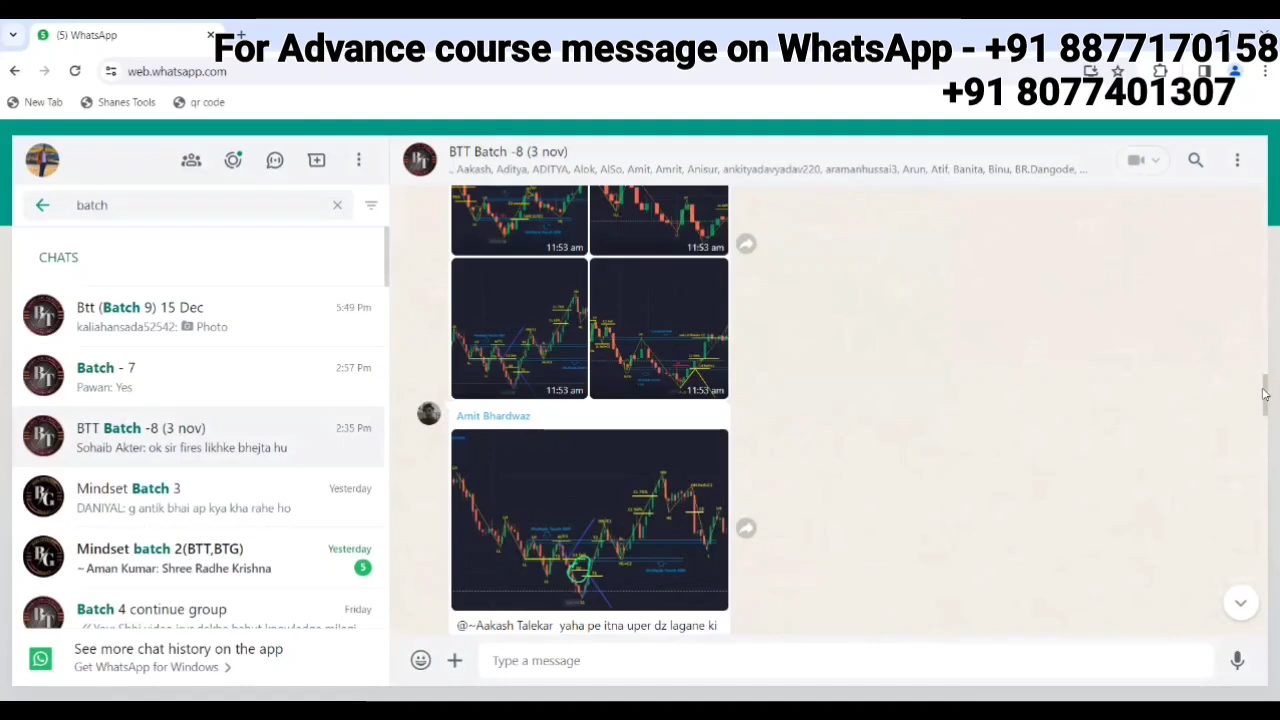 (5) WhatsApp
For Advance course message on WhatsApp - +91 8877170158
+91 8077401307
web.whatsapp.com
New Tab
Shanes Tools
qr code
batch
CHATS
Btt (Batch 9) 15 Dec
5:49 Pm
kaliahansada52542: Photo
Batch - 7
2:57 Pm
Pawan: Yes
BTT Batch -8 (3 nov)
2:35 Pm
Sohaib Akter: ok sir fires likhke bhejta hu
Mindset Batch 3
Yesterday
DANIYAL: g antik bhai ap kya kha rahe ho
Mindset batch 2(BTT,BTG)
Yesterday
~ Aman Kumar: Shree Radhe Krishna
5
Batch 4 continue group
Friday
See more chat history on the app
Get WhatsApp for Windows >
BTT Batch -8 (3 nov)
., Aakash, Aditya, ADITYA, Alok, AlSo, Amit, Amrit, Anisur, ankityadavyadav220, aramanhussai3, Arun, Atif, Banita, Binu, BR.Dangode, ...
11:53 am
11:53 am
11:53 am
11:53 am
Amit Bhardwaz
@~Aakash Talekar yaha pe itna uper dz lagane ki
Type a message